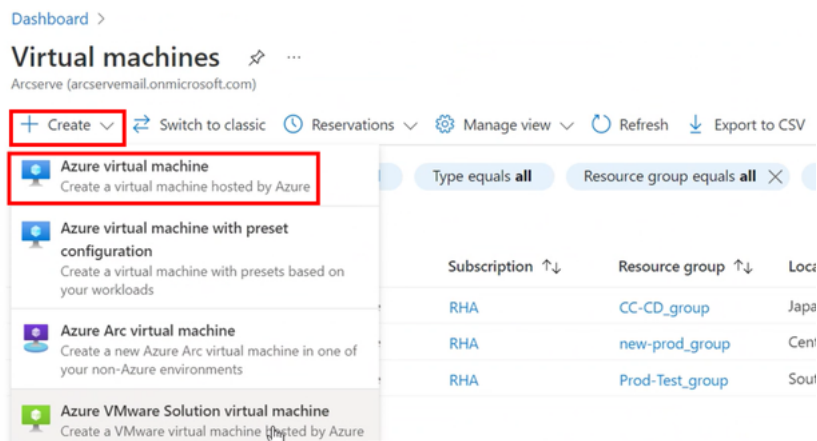 Dashboard >
Virtual machines ...
Arcserve (arcservemail.onmicrosoft.com)
+ Create Switch to classic Reservations Manage view Refresh Export to CSV
Azure virtual machine
Create a virtual machine hosted by Azure
Type equals all Resource group equals all
Azure virtual machine with preset
configuration
Create a virtual machine with presets based on
your workloads
Subscription Resource group Loca
RHA CC-CD_group Japa
Azure Arc virtual machine
Create a new Azure Arc virtual machine in one of
your non-Azure environments
RHA new-prod_group Cent
RHA Prod-Test_group Sout
Azure VMware Solution virtual machine
Create a VMware virtual machine hosted by Azure